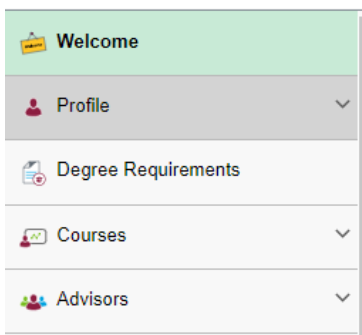 Welcome
Profile
Degree Requirements
Courses
Advisors